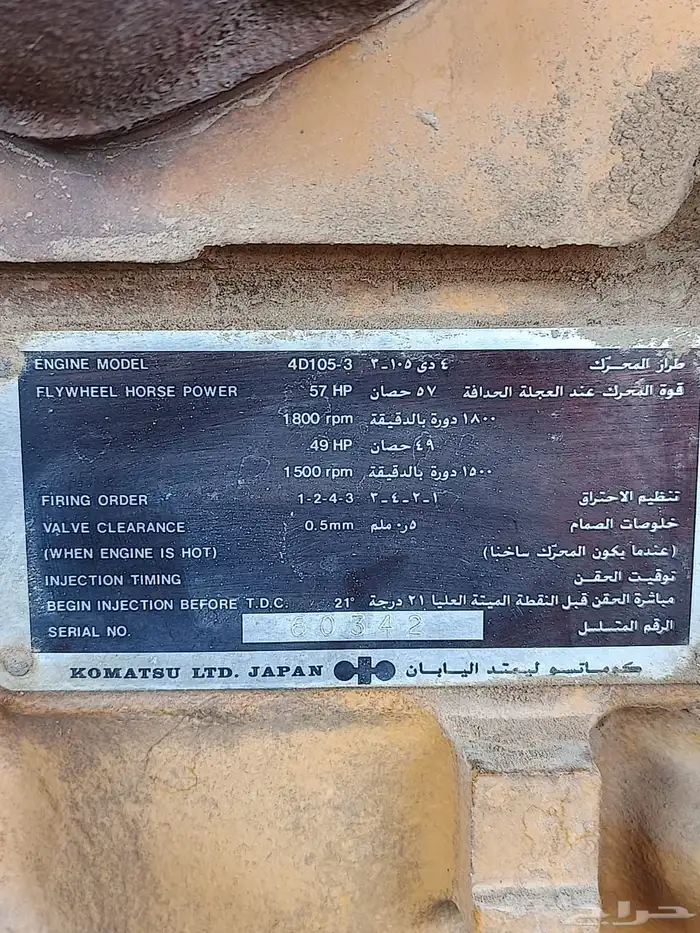 ENGINE MODEL 4D105-3 ٤ دى ١٠٥-٣ طراز المحرّك
FLYWHEEL HORSE POWER 57 HP ٥٧ حصان قوة المحرك عند العجلة الحدافة
1800 rpm ١٨٠٠ دورة بالدقيقة
49 HP ٤٩ حصان
1500 rpm ١٥٠٠ دورة بالدقيقة
FIRING ORDER 1-2-4-3 ١-٢-٤-٣ تنظيم الاحتراق
VALVE CLEARANCE 0.5mm ٥ر٠ ملم خلوصات الصمام
(WHEN ENGINE IS HOT) (عندما يكون المحرّك ساخنا)
INJECTION TIMING توقيت الحقن
BEGIN INJECTION BEFORE T.D.C. 21° مباشرة الحقن قبل النقطة الميتة العليا ٢١ درجة
SERIAL NO. 60342 الرقم المتسلسل
KOMATSU LTD. JAPAN كوماتسو ليمتد اليابان
حراج